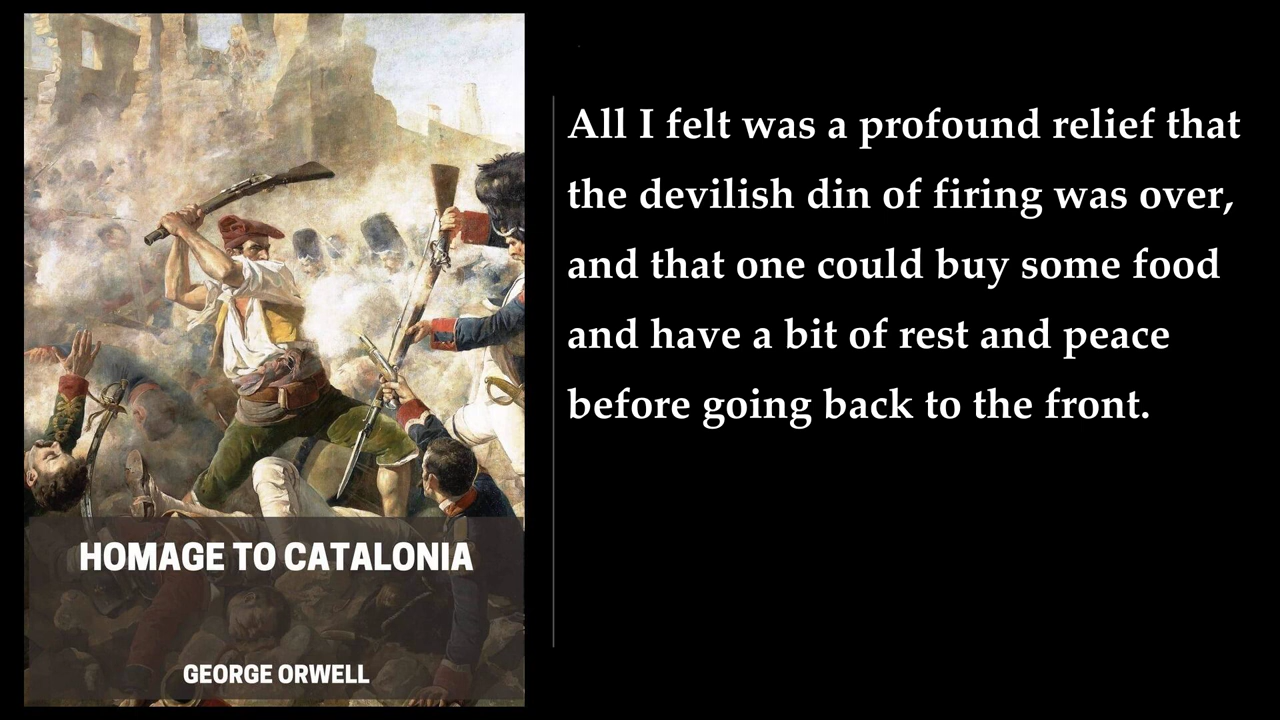 HOMAGE TO CATALONIA
GEORGE ORWELL
All I felt was a profound relief that
the devilish din of firing was over,
and that one could buy some food
and have a bit of rest and peace
before going back to the front.